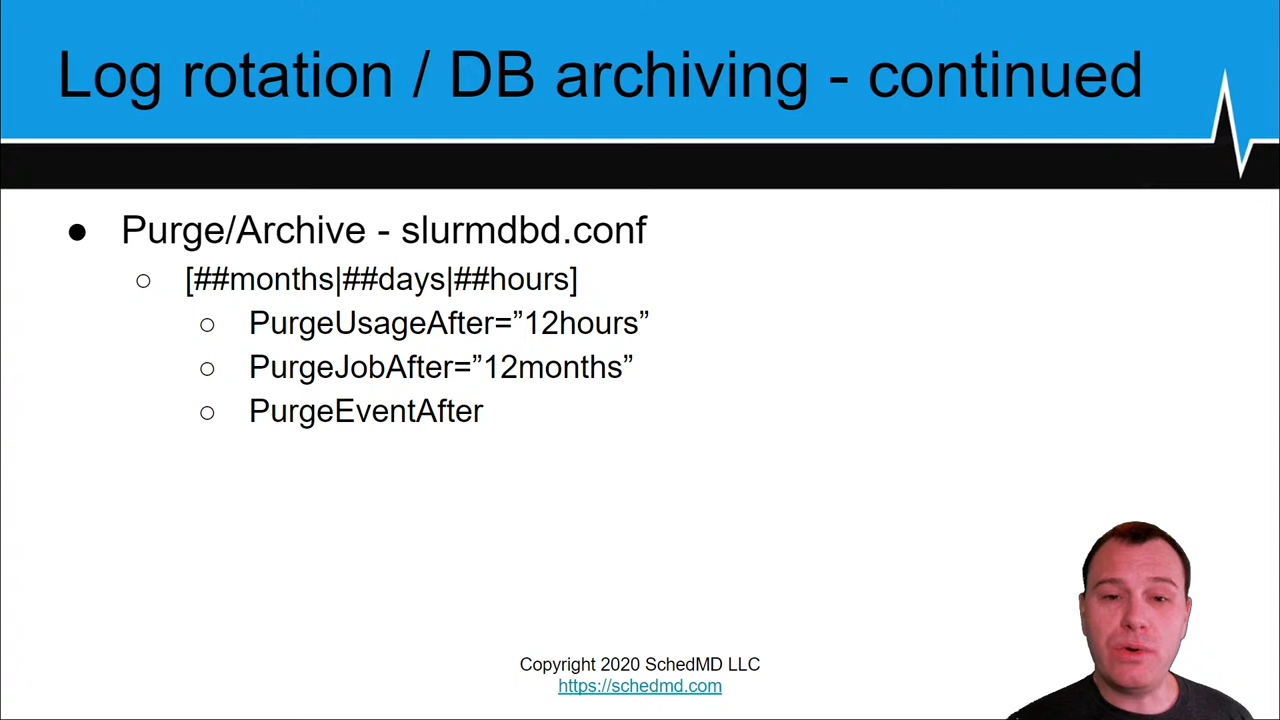 Log rotation / DB archiving - continued
● Purge/Archive - slurmdbd.conf
○ [##months|##days|##hours]
○ PurgeUsageAfter=”12hours”
○ PurgeJobAfter=”12months”
○ PurgeEventAfter
Copyright 2020 SchedMD LLC
https://schedmd.com